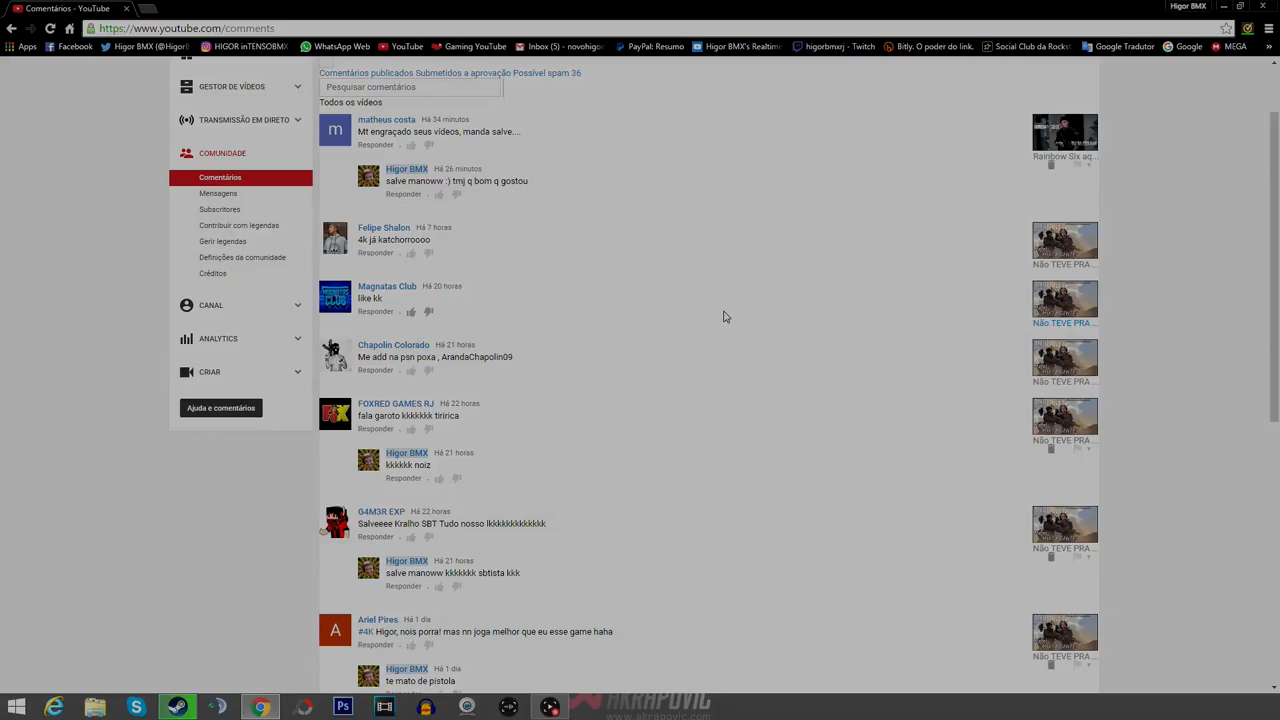 Comentários - YouTube
Higor BMX
https://www.youtube.com/comments
Apps Facebook Higor BMX (@HigorB HIGOR inTENSOBMX WhatsApp Web YouTube Gaming YouTube Inbox (5) - novohigor PayPal: Resumo Higor BMX's Realtime higorbmxrj - Twitch Bitly. O poder do link. Social Club da Rockst Google Tradutor Google MEGA
Comentários publicados Submetidos a aprovação Possível spam 36
GESTOR DE VÍDEOS
Pesquisar comentários
Todos os vídeos
TRANSMISSÃO EM DIRETO
COMUNIDADE
Comentários
Mensagens
Subscritores
Contribuir com legendas
Gerir legendas
Definições da comunidade
Créditos
CANAL
ANALYTICS
CRIAR
Ajuda e comentários
m
matheus costa Há 34 minutos
Mt engraçado seus vídeos, manda salve....
Responder
Rainbow Six aq...
Higor BMX Há 26 minutos
salve manoww :) tmj q bom q gostou
Responder
Felipe Shalon Há 7 horas
4k já katchorroooo
Responder
Não TEVE PRA ...
Magnatas Club Há 20 horas
like kk
Responder
Não TEVE PRA ...
Chapolin Colorado Há 21 horas
Me add na psn poxa , ArandaChapolin09
Responder
Não TEVE PRA ...
FOXRED GAMES RJ Há 22 horas
fala garoto kkkkkkk tiririca
Responder
Não TEVE PRA ...
Higor BMX Há 21 horas
kkkkkk noiz
Responder
G4M3R EXP Há 22 horas
Salveeee Kralho SBT Tudo nosso lkkkkkkkkkkkkk
Responder
Não TEVE PRA ...
Higor BMX Há 21 horas
salve manoww kkkkkkk sbtista kkk
Responder
A
Ariel Pires Há 1 dia
#4K Higor, nois porra! mas nn joga melhor que eu esse game haha
Responder
Não TEVE PRA ...
Higor BMX Há 1 dia
te mato de pistola
AKRAPOVIC
www.akrapovic.com